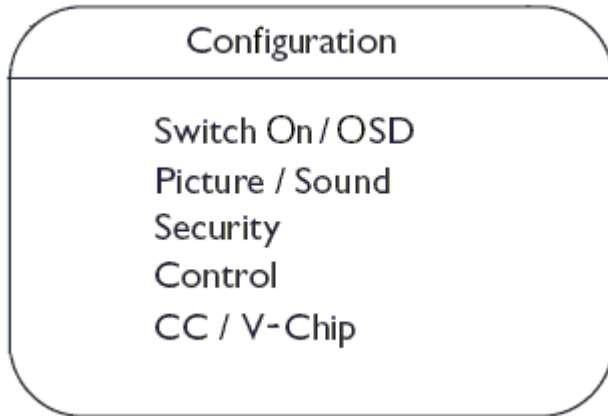 Configuration
Switch On / OSD
Picture / Sound
Security
Control
CC / V-Chip